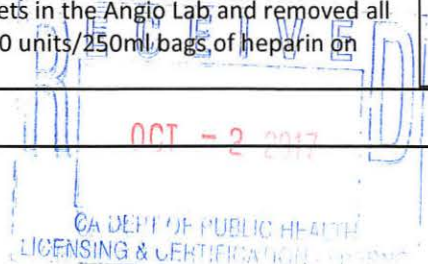 ets in the Angio Lab and removed all
0 units/250ml bags of heparin on
RECEIVED
OCT - 2 2017
CA DEPT OF PUBLIC HEALTH
LICENSING & CERTIFICATION